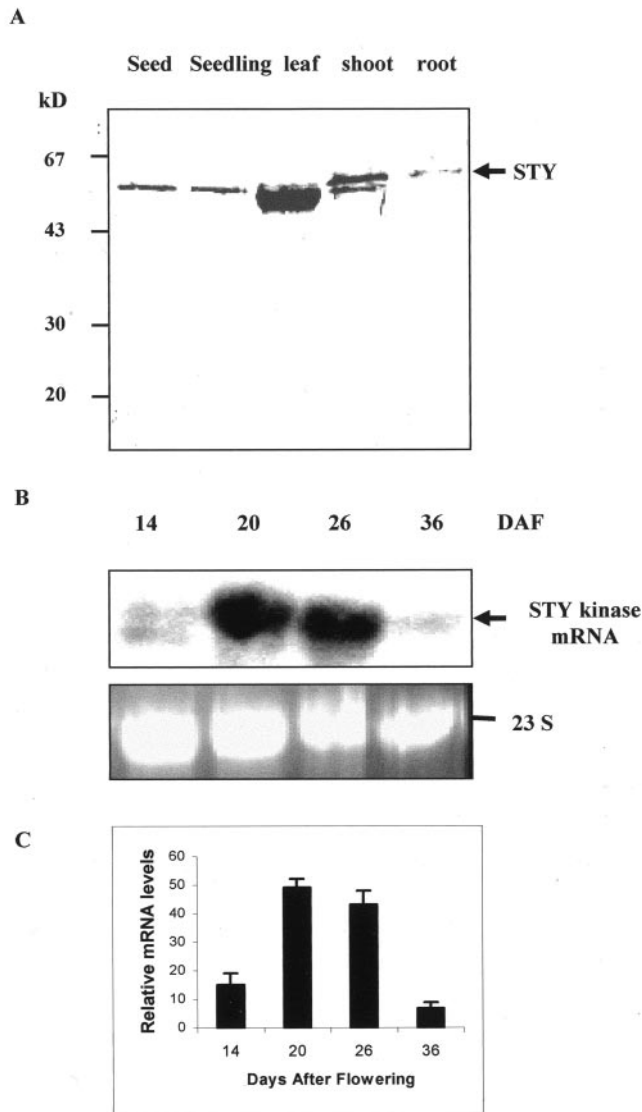 A
Seed Seedling leaf shoot root
kD
67
STY
43
30
20
B
14 20 26 36 DAF
STY kinase
mRNA
23 S
C
Relative mRNA levels
60
50
40
30
20
10
0
14 20 26 36
Days After Flowering